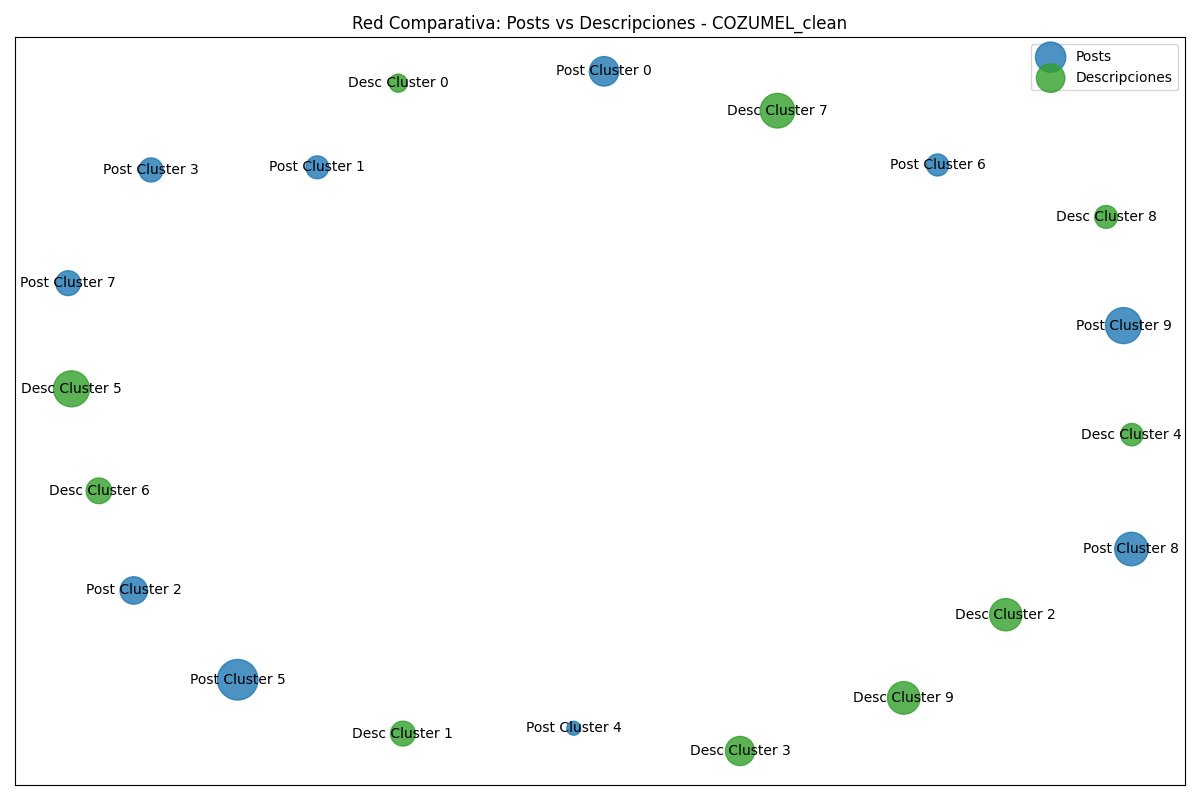 Red Comparativa: Posts vs Descripciones - COZUMEL_clean
Posts
Descripciones
Post Cluster 0
Desc Cluster 0
Desc Cluster 7
Post Cluster 6
Post Cluster 1
Post Cluster 3
Desc Cluster 8
Post Cluster 7
Post Cluster 9
Desc Cluster 5
Desc Cluster 4
Desc Cluster 6
Post Cluster 8
Post Cluster 2
Desc Cluster 2
Post Cluster 5
Desc Cluster 9
Post Cluster 4
Desc Cluster 1
Desc Cluster 3